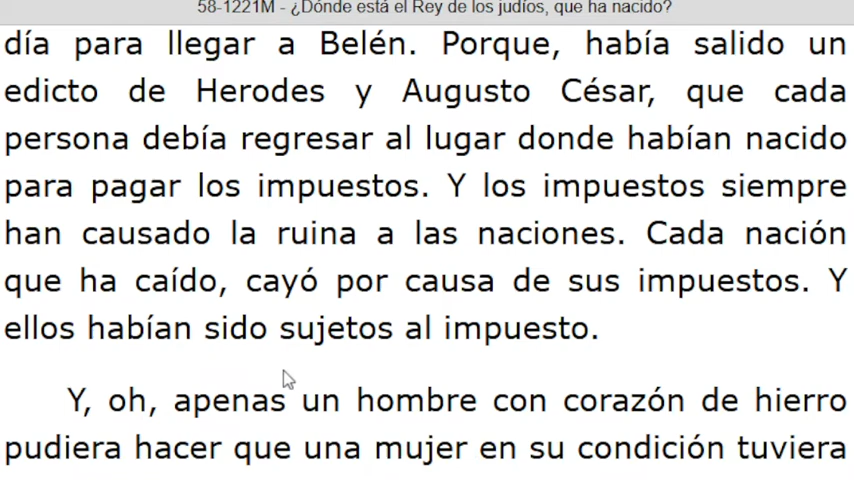 58-1221M - ¿Dónde está el Rey de los judíos, que ha nacido?
día para llegar a Belén. Porque, había salido un
edicto de Herodes y Augusto César, que cada
persona debía regresar al lugar donde habían nacido
para pagar los impuestos. Y los impuestos siempre
han causado la ruina a las naciones. Cada nación
que ha caído, cayó por causa de sus impuestos. Y
ellos habían sido sujetos al impuesto.
Y, oh, apenas un hombre con corazón de hierro
pudiera hacer que una mujer en su condición tuviera